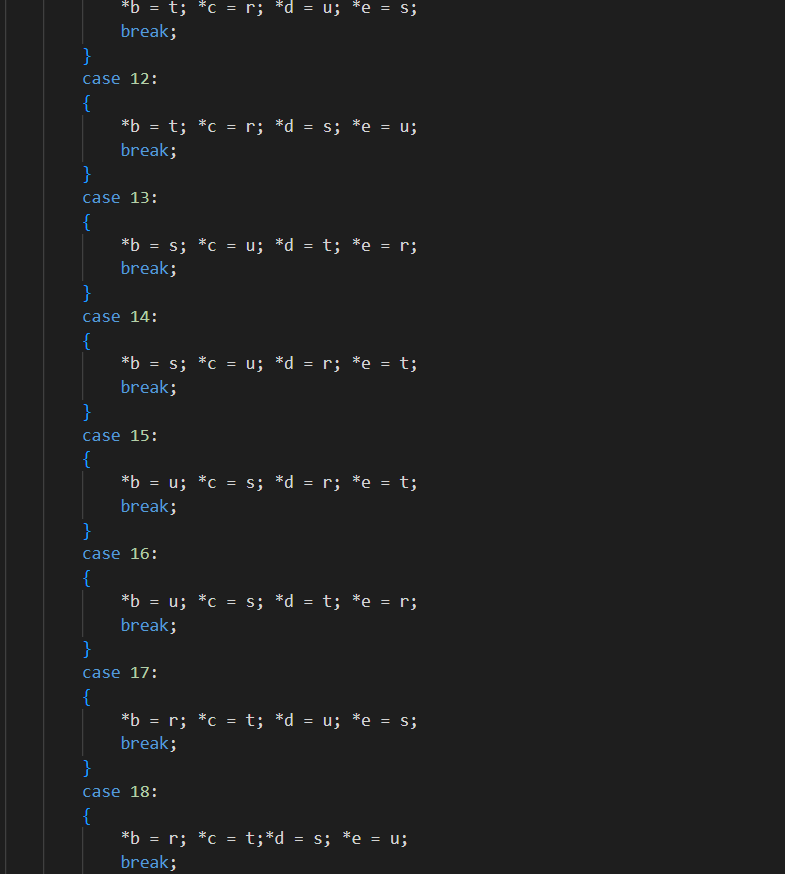 *b = t; *c = r; *d = u; *e = s;
break;
}
case 12:
{
*b = t; *c = r; *d = s; *e = u;
break;
}
case 13:
{
*b = s; *c = u; *d = t; *e = r;
break;
}
case 14:
{
*b = s; *c = u; *d = r; *e = t;
break;
}
case 15:
{
*b = u; *c = s; *d = r; *e = t;
break;
}
case 16:
{
*b = u; *c = s; *d = t; *e = r;
break;
}
case 17:
{
*b = r; *c = t; *d = u; *e = s;
break;
}
case 18:
{
*b = r; *c = t;*d = s; *e = u;
break;